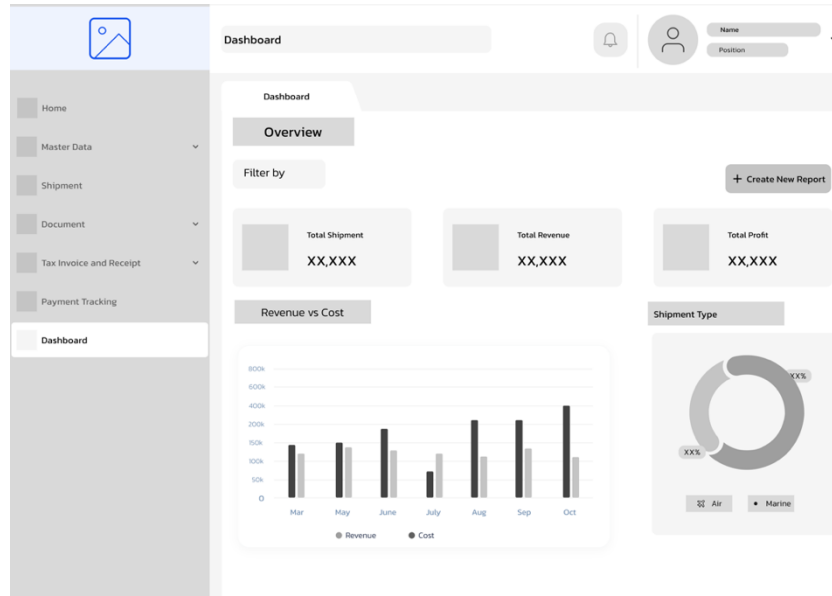 Dashboard
Name
Position
Home
Master Data
Shipment
Document
Tax Invoice and Receipt
Payment Tracking
Dashboard
Dashboard
Overview
Filter by
+ Create New Report
Total Shipment
XX,XXX
Total Revenue
XX,XXX
Total Profit
XX,XXX
Revenue vs Cost
800k
600k
400k
200k
150k
100k
50k
0
Mar May June July Aug Sep Oct
Revenue Cost
Shipment Type
XX%
XX%
Air Marine